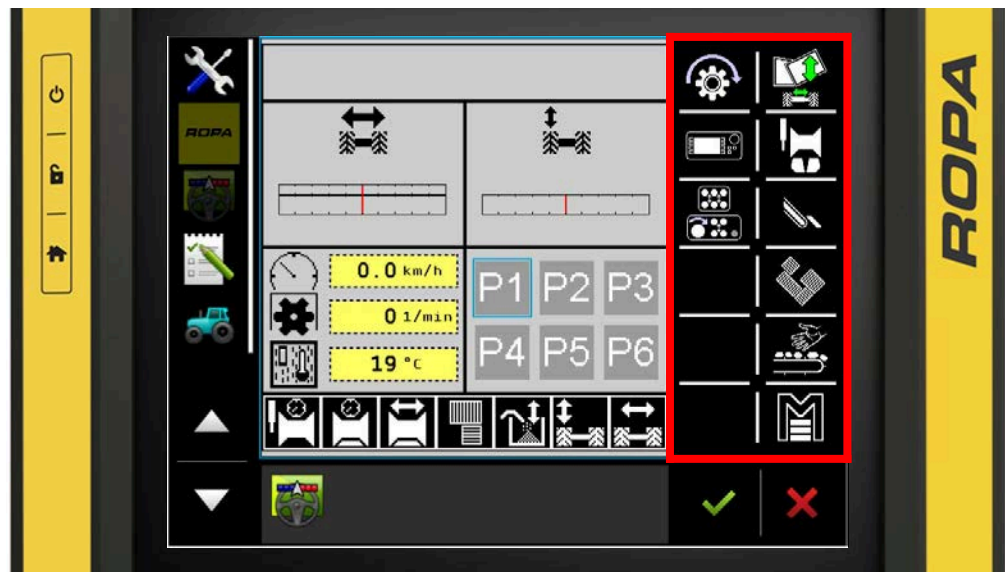 ROPA
ROPA
0.0 km/h
0 1/min
19 °C
P1 P2 P3
P4 P5 P6
M